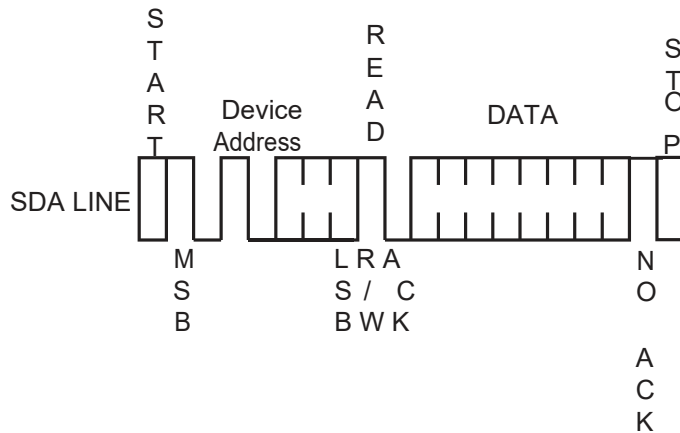 START
READ
STOP
Device
Address
DATA
SDA LINE
MSB
LSB
R/W
ACK
NO ACK